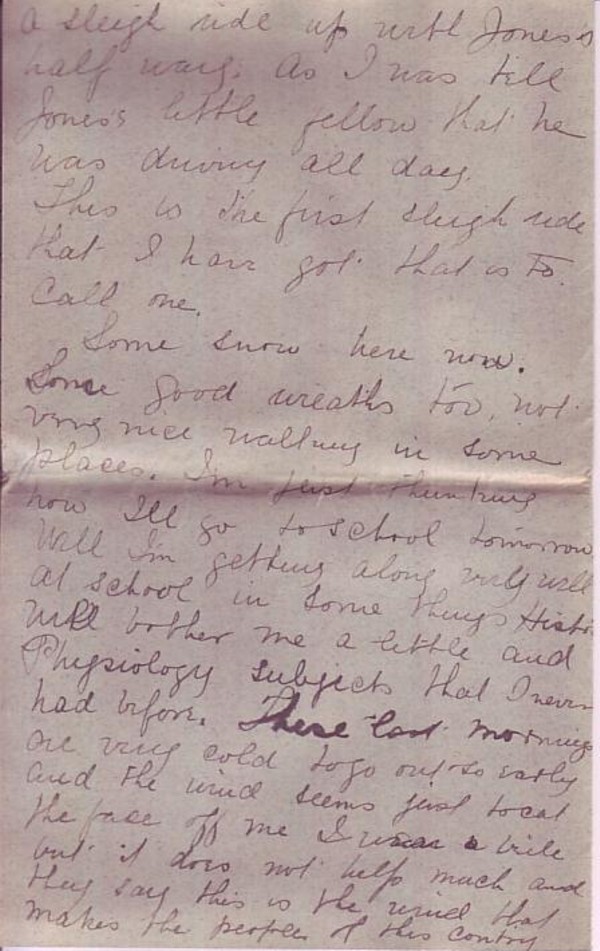 a sleigh ride up with Jones's
half way. As I was tell
Jones's little fellow that he
was driving all day.
This is the first sleigh ride
that I have got that is to
call one.
Some snow here now.
Some good wreaths too, not
very nice walking in some
places. I'm just thinking
how I'll go to school tomorrow
Well I'm getting along very well
at school in some things Histo
will bother me a little and
Physiology subjects that I never
had before. These last mornings
are very cold to go out so early
and the wind seems just to cut
the face off me I wear a veil
but it does not help much and
they say this is the wind that
makes the people of this contry